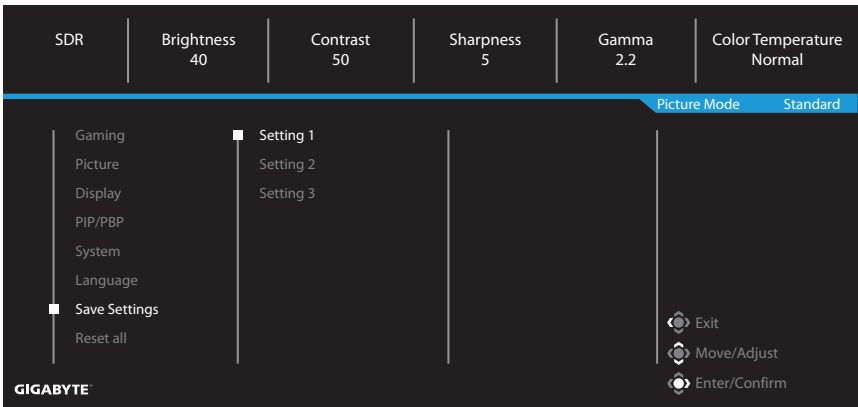 SDR
Brightness
40
Contrast
50
Sharpness
5
Gamma
2.2
Color Temperature
Normal
Picture Mode Standard
Gaming
Picture
Display
PIP/PBP
System
Language
Save Settings
Reset all
Setting 1
Setting 2
Setting 3
Exit
Move/Adjust
Enter/Confirm
GIGABYTE™